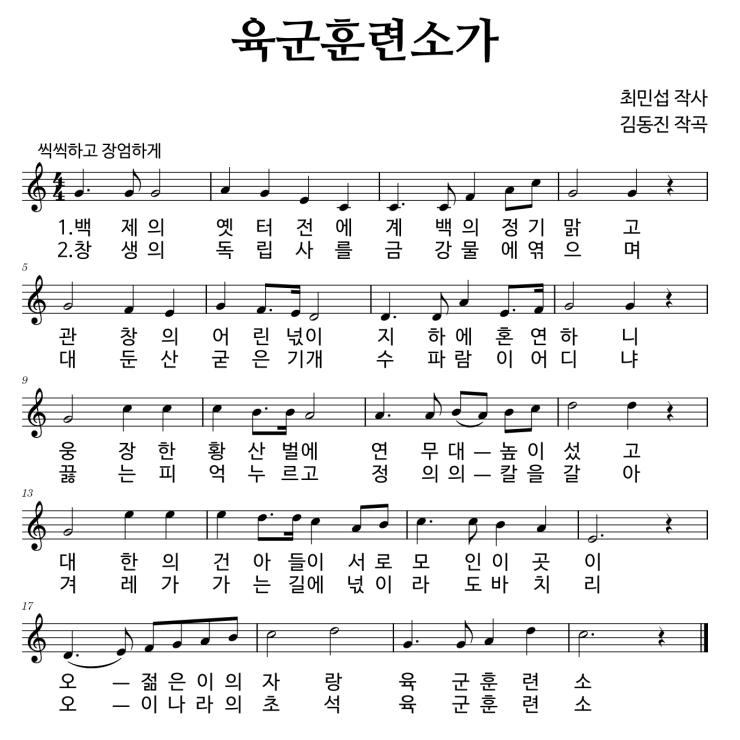 육군훈련소가
최민섭 작사
김동진 작곡
씩씩하고 장엄하게
1.백 제 의 옛 터 전 에 계 백 의 정 기 맑 고
2.창 생 의 독 립 사 를 금 강 물 에 엮 으 며
5
관 창 의 어 린 넋이 지 하 에 혼 연 하 니
대 둔 산 굳 은 기개 수 파 람 이 어 디 냐
9
웅 장 한 황 산 벌에 연 무 대 — 높 이 섰 고
끓 는 피 억 누 르고 정 의 의 — 칼 을 갈 아
13
대 한 의 건 아 들이 서 로 모 인 이 곳 이
겨 레 가 가 는 길에 넋 이 라 도 바 치 리
17
오 — 젊 은 이 의 자 랑 육 군 훈 련 소
오 — 이 나 라 의 초 석 육 군 훈 련 소